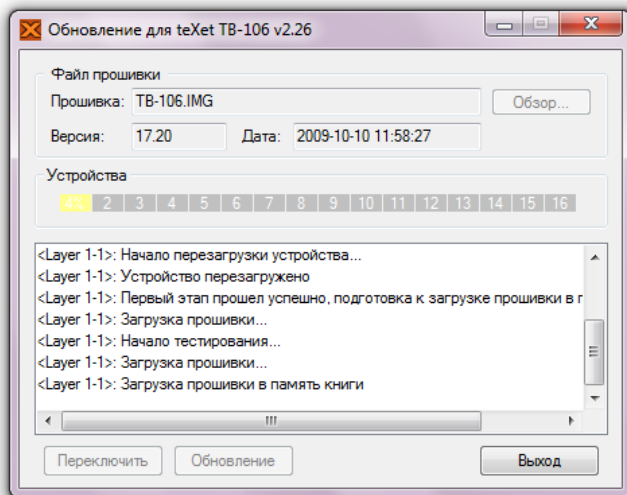 Обновление для teXet TB-106 v2.26
Файл прошивки
Прошивка: TB-106.IMG Обзор...
Версия: 17.20 Дата: 2009-10-10 11:58:27
Устройства
4% 2 3 4 5 6 7 8 9 10 11 12 13 14 15 16
<Layer 1-1>: Начало перезагрузки устройства...
<Layer 1-1>: Устройство перезагружено
<Layer 1-1>: Первый этап прошел успешно, подготовка к загрузке прошивки в
<Layer 1-1>: Загрузка прошивки...
<Layer 1-1>: Начало тестирования...
<Layer 1-1>: Загрузка прошивки...
<Layer 1-1>: Загрузка прошивки в память книги
Переключить Обновление Выход